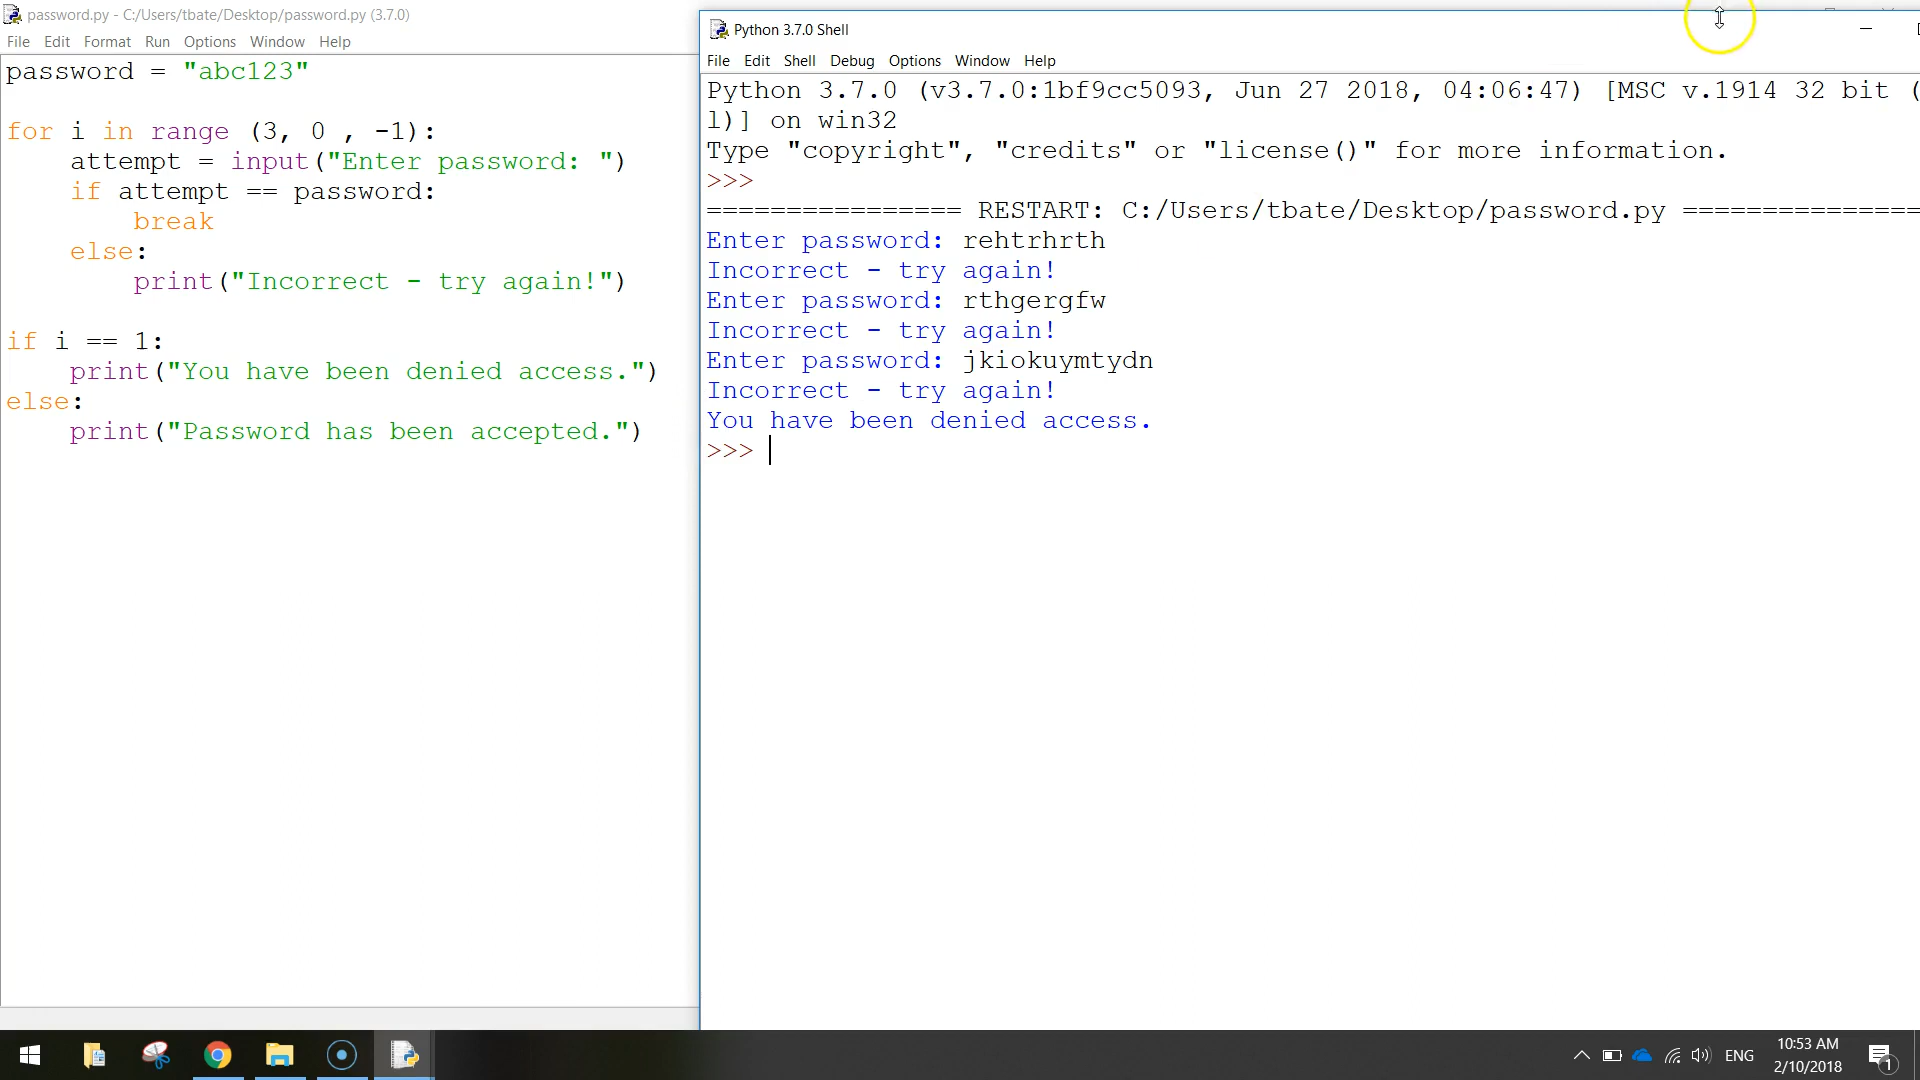 password.py - C:/Users/tbate/Desktop/password.py (3.7.0)
File Edit Format Run Options Window Help
password = "abc123"
for i in range (3, 0 , -1):
    attempt = input("Enter password: ")
    if attempt == password:
        break
    else:
        print("Incorrect - try again!")
if i == 1:
    print("You have been denied access.")
else:
    print("Password has been accepted.")
Python 3.7.0 Shell
File Edit Shell Debug Options Window Help
Python 3.7.0 (v3.7.0:1bf9cc5093, Jun 27 2018, 04:06:47) [MSC v.1914 32 bit (
l)] on win32
Type "copyright", "credits" or "license()" for more information.
>>>
================ RESTART: C:/Users/tbate/Desktop/password.py ===============
Enter password: rehtrhrth
Incorrect - try again!
Enter password: rthgergfw
Incorrect - try again!
Enter password: jkiokuymtydn
Incorrect - try again!
You have been denied access.
>>>
ENG
10:53 AM
2/10/2018
1